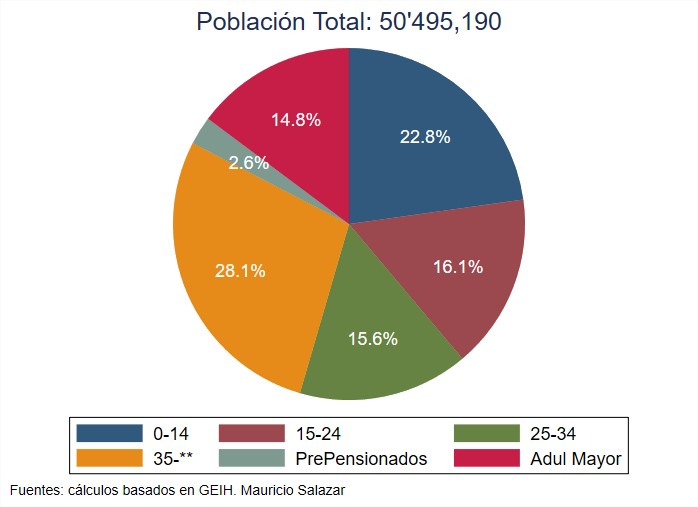 Población Total: 50'495,190
14.8%
22.8%
2.6%
28.1%
16.1%
15.6%
0-14 15-24 25-34
35-** PrePensionados Adul Mayor
Fuentes: cálculos basados en GEIH. Mauricio Salazar